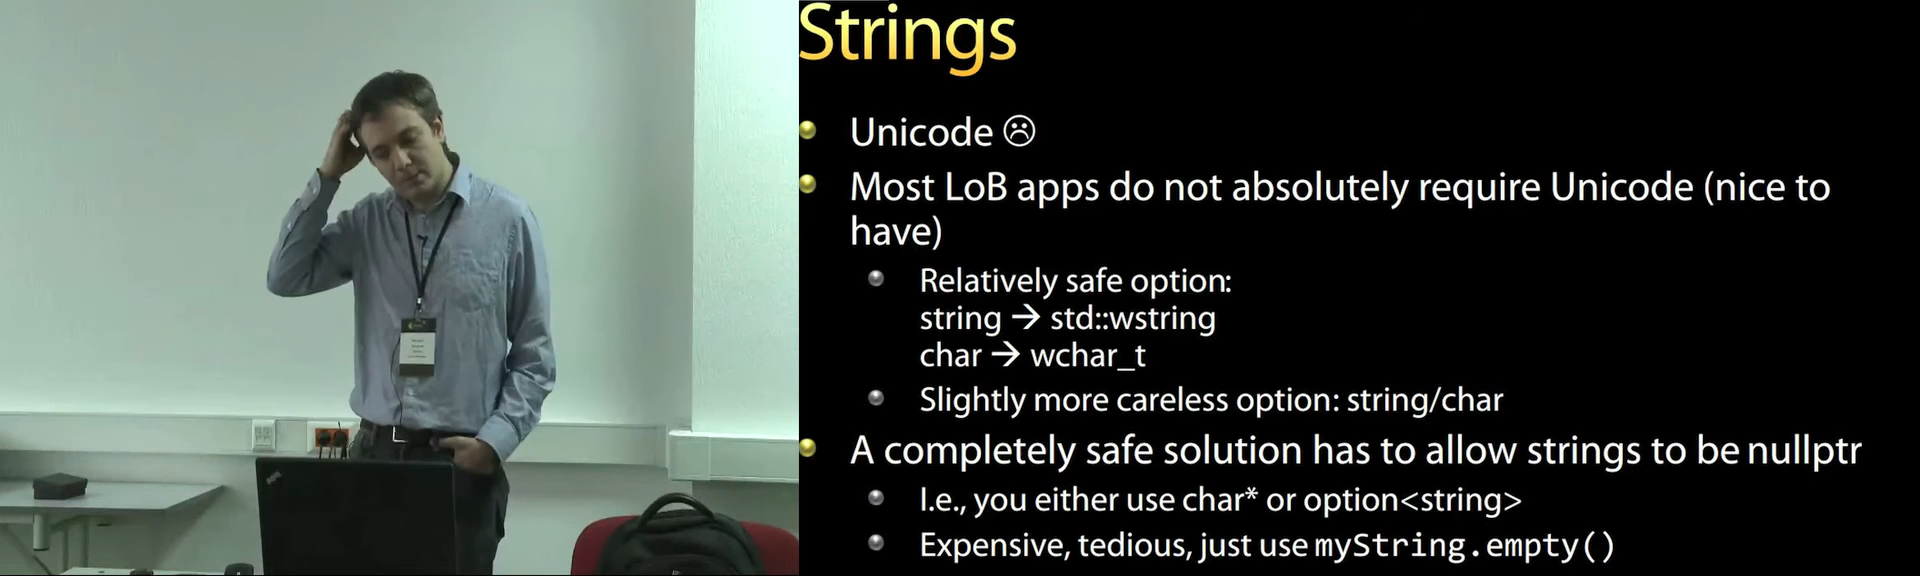 Strings
Unicode ☹
Most LoB apps do not absolutely require Unicode (nice to
have)
Relatively safe option:
string → std::wstring
char → wchar_t
Slightly more careless option: string/char
A completely safe solution has to allow strings to be nullptr
I.e., you either use char* or option<string>
Expensive, tedious, just use myString.empty()